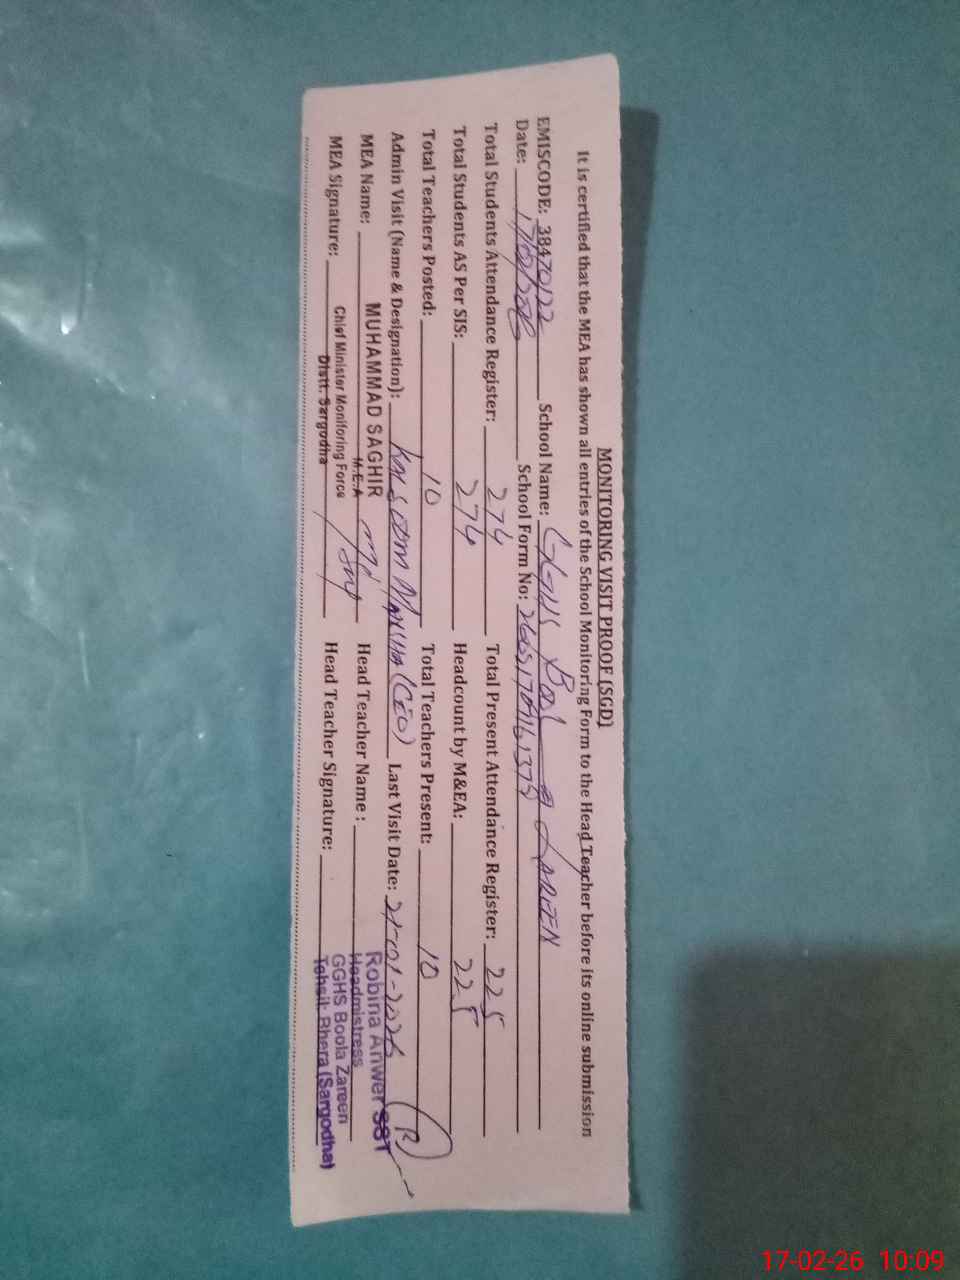 MONITORING VISIT PROOF (SGD)
It is certified that the MEA has shown all entries of the School Monitoring Form to the Head Teacher before its online submission
EMISCODE: 38470122 School Name: GGHS ZAREEN
Date: 17/02/2026 School Form No:
Total Students Attendance Register: 274 Total Present Attendance Register: 225
Total Students AS Per SIS: 274 Headcount by M&EA: 225
Total Teachers Posted: 10 Total Teachers Present: 10
Admin Visit (Name & Designation): (CEO) Last Visit Date: 21-01-2026
MEA Name: MUHAMMAD SAGHIR Head Teacher Name : Robina Anwer SST
M.E.A Headmistress
MEA Signature: Chief Minister Monitoring Force Head Teacher Signature: GGHS Boola Zareen
Distt. Sargodha Tehsil: Bhera (Sargodha)
17-02-26 10:09